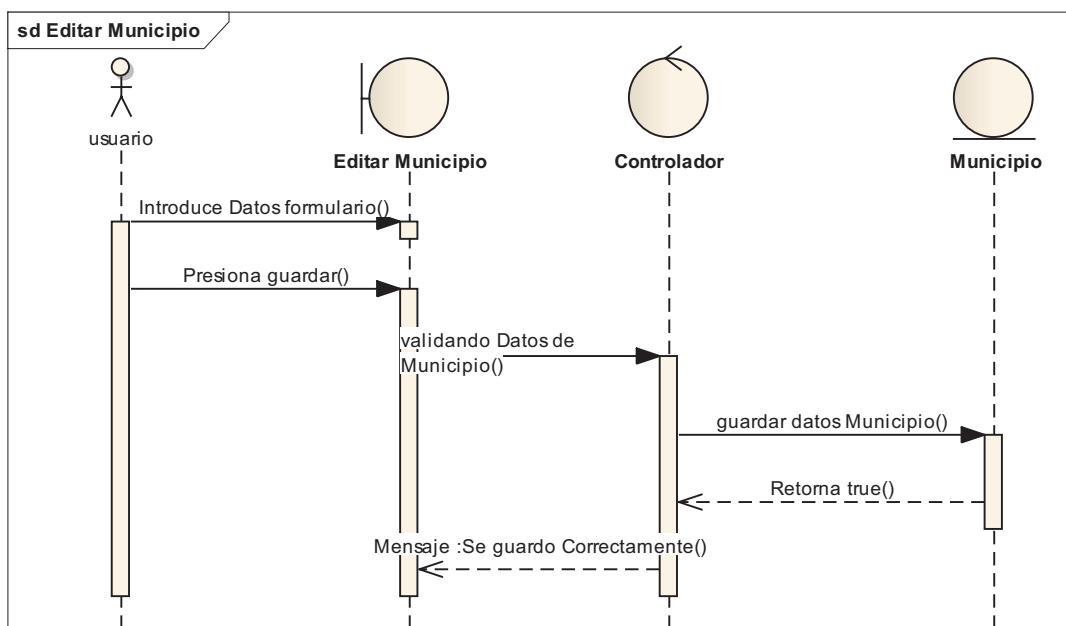 sd Editar Municipio
usuario
Editar Municipio
Controlador
Municipio
Introduce Datos formulario()
Presiona guardar()
validando Datos de
Municipio()
guardar datos Municipio()
Retorna true()
Mensaje :Se guardo Correctamente()